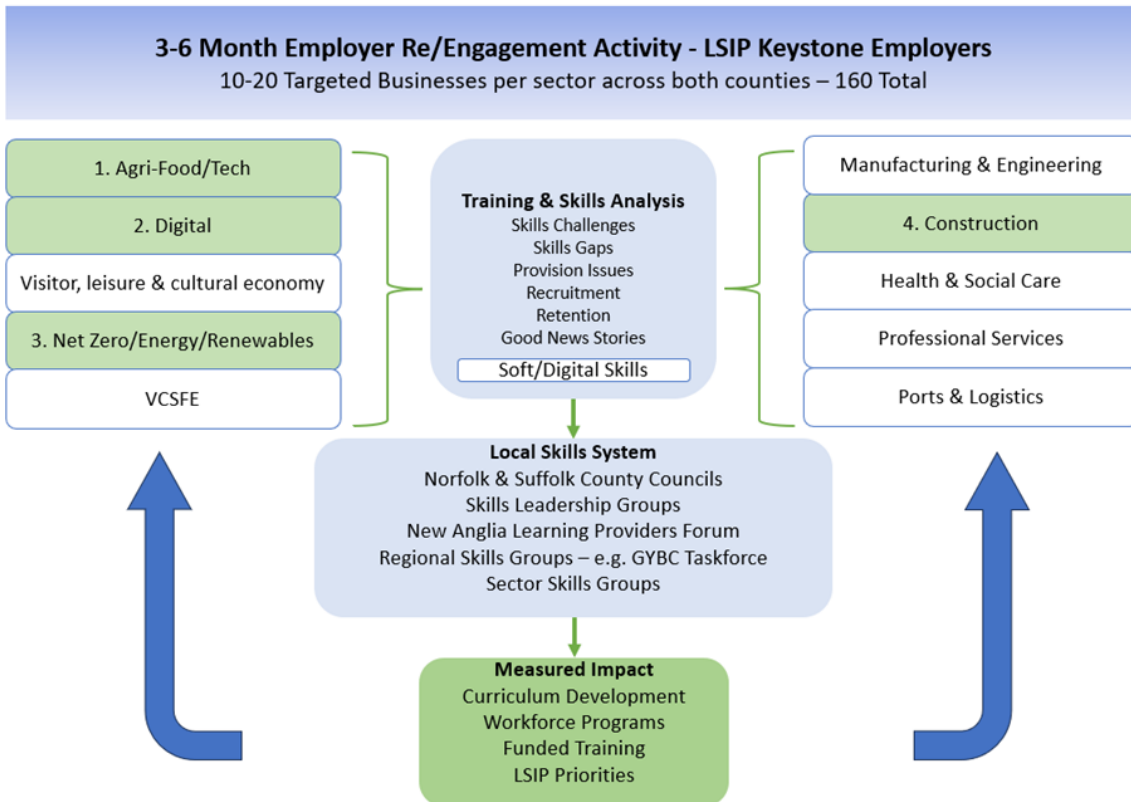 3-6 Month Employer Re/Engagement Activity - LSIP Keystone Employers
10-20 Targeted Businesses per sector across both counties – 160 Total
1. Agri-Food/Tech
2. Digital
Visitor, leisure & cultural economy
3. Net Zero/Energy/Renewables
VCSFE
Training & Skills Analysis
Skills Challenges
Skills Gaps
Provision Issues
Recruitment
Retention
Good News Stories
Soft/Digital Skills
Manufacturing & Engineering
4. Construction
Health & Social Care
Professional Services
Ports & Logistics
Local Skills System
Norfolk & Suffolk County Councils
Skills Leadership Groups
New Anglia Learning Providers Forum
Regional Skills Groups – e.g. GYBC Taskforce
Sector Skills Groups
Measured Impact
Curriculum Development
Workforce Programs
Funded Training
LSIP Priorities